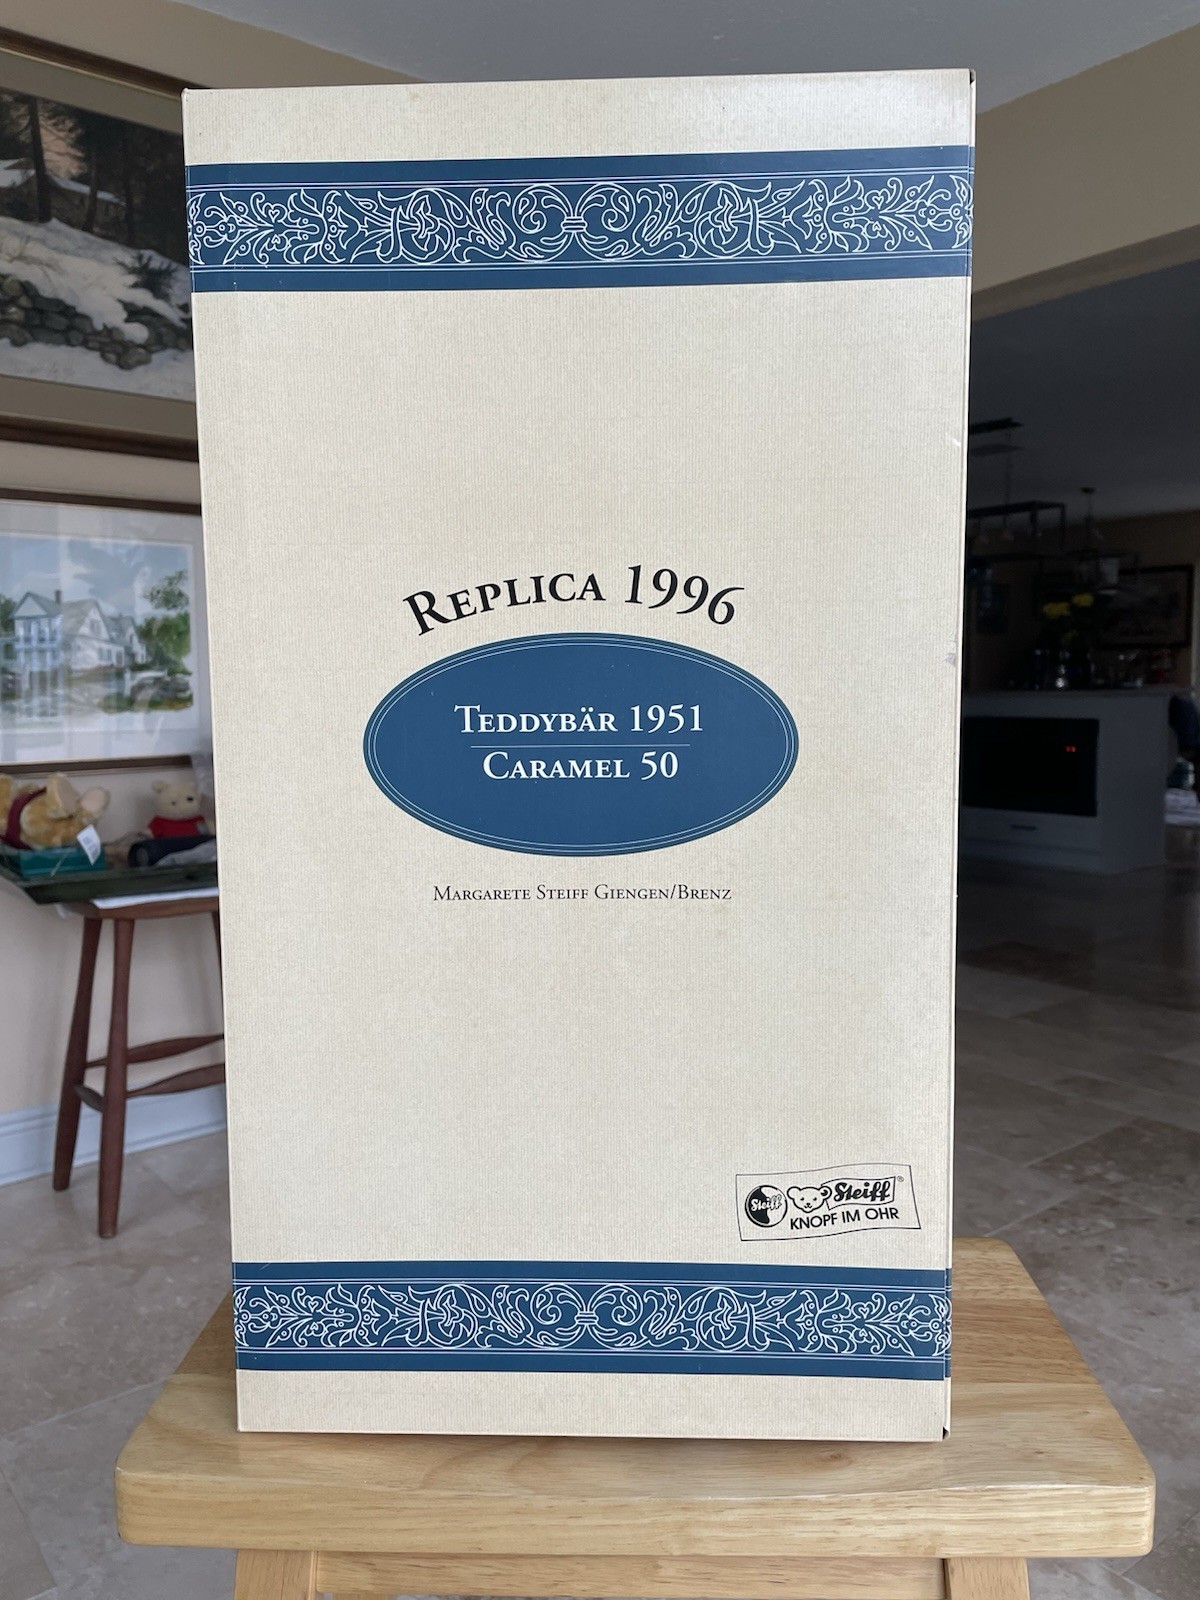 REPLICA 1996
TEDDYBÄR 1951
CARAMEL 50
MARGARETE STEIFF GIENGEN/BRENZ
Steiff Steiff®
KNOPF IM OHR